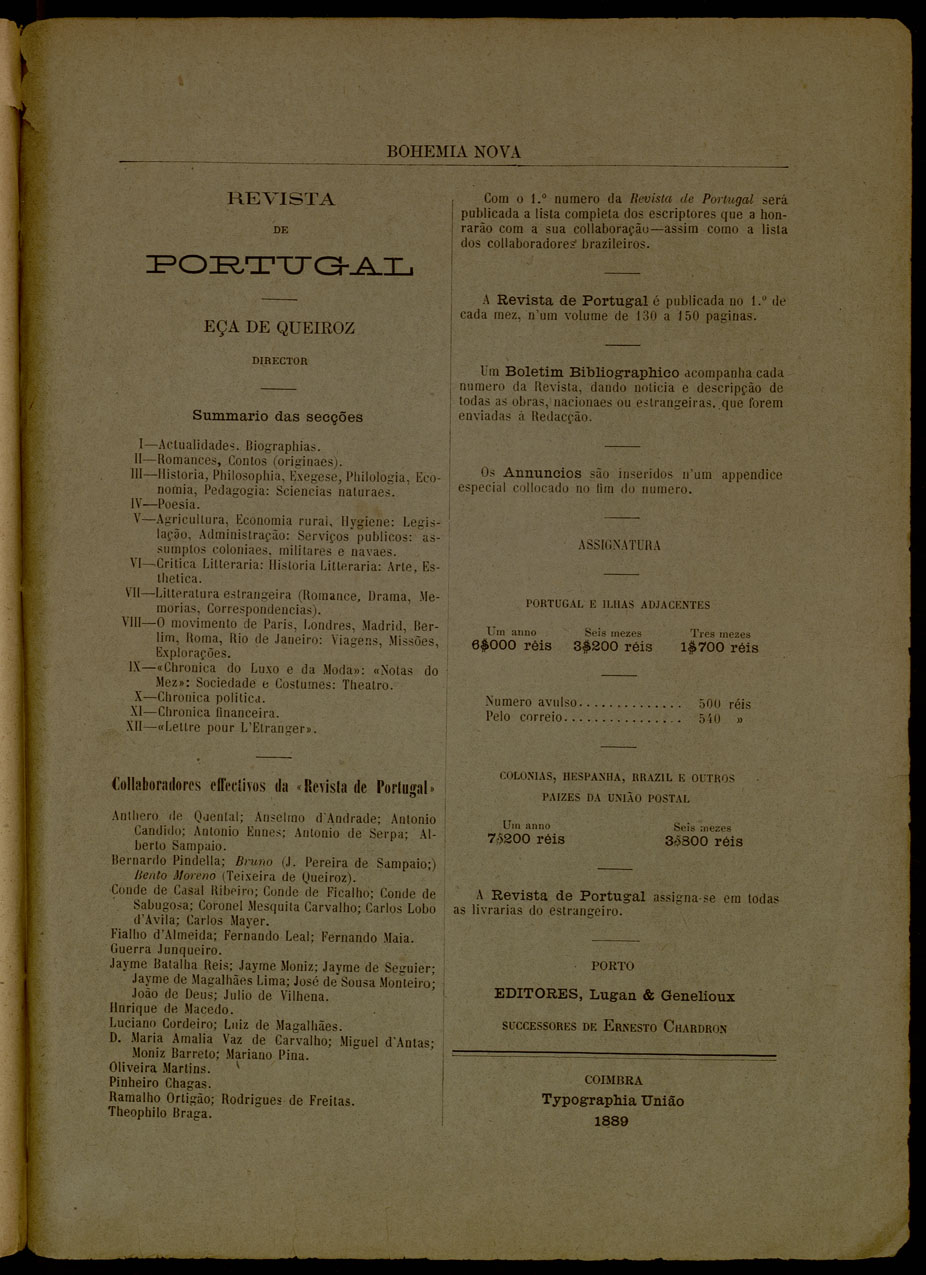 BOHEMIA NOVA
REVISTA
DE
PORTUGAL
EÇA DE QUEIROZ
DIRECTOR
Summario das secções
I—Actualidades. Biographias.
II—Romances, Contos (originaes).
III—Historia, Philosophia, Exegese, Philologia, Eco-
nomia, Pedagogia: Sciencias naturaes.
IV—Poesia.
V—Agricultura, Economia rural, Hygiene: Legis-
lação, Administração: Serviços publicos: as-
sumptos coloniaes, militares e navaes.
VI—Critica Litteraria: Historia Litteraria: Arte, Es-
thetica.
VII—Litteratura estrangeira (Romance, Drama, Me-
morias, Correspondencias).
VIII—O movimento de Paris, Londres, Madrid, Ber-
lim, Roma, Rio de Janeiro: Viagens, Missões,
Explorações.
IX—«Chronica do Luxo e da Moda»: «Notas do
Mez»: Sociedade e Costumes: Theatro.
X—Chronica politica.
XI—Chronica financeira.
XII—«Lettre pour L'Etranger».
Collaboradores effectivos da «Revista de Portugal»
Anthero de Quental; Anselmo d'Andrade; Antonio
Candido; Antonio Ennes; Antonio de Serpa; Al-
berto Sampaio.
Bernardo Pindella; Bruno (J. Pereira de Sampaio;)
Bento Moreno (Teixeira de Queiroz).
Conde de Casal Ribeiro; Conde de Ficalho; Conde de
Sabugosa; Coronel Mesquita Carvalho; Carlos Lobo
d'Avila; Carlos Mayer.
Fialho d'Almeida; Fernando Leal; Fernando Maia.
Guerra Junqueiro.
Jayme Batalha Reis; Jayme Moniz; Jayme de Seguier;
Jayme de Magalhães Lima; José de Sousa Monteiro;
João de Deus; Julio de Vilhena.
Hnrique de Macedo.
Luciano Cordeiro; Luiz de Magalhães.
D. Maria Amalia Vaz de Carvalho; Miguel d'Antas;
Moniz Barreto; Mariano Pina.
Oliveira Martins.
Pinheiro Chagas.
Ramalho Ortigão; Rodrigues de Freitas.
Theophilo Braga.
Com o 1.º numero da Revista de Portugal será
publicada a lista completa dos escriptores que a hon-
rarão com a sua collaboração—assim como a lista
dos collaboradores brazileiros.
A Revista de Portugal é publicada no 1.º de
cada mez, n'um volume de 130 a 150 paginas.
Um Boletim Bibliographico acompanha cada
numero da Revista, dando noticia e descripção de
todas as obras, nacionaes ou estrangeiras, que forem
enviadas á Redacção.
Os Annuncios são inseridos n'um appendice
especial collocado no fim do numero.
ASSIGNATURA
PORTUGAL E ILHAS ADJACENTES
Um anno Seis mezes Tres mezes
6$000 réis 3$200 réis 1$700 réis
Numero avulso.............. 500 réis
Pelo correio................ 540 »
COLONIAS, HESPANHA, BRAZIL E OUTROS
PAIZES DA UNIÃO POSTAL
Um anno Seis mezes
7$200 réis 3$800 réis
A Revista de Portugal assigna-se em todas
as livrarias do estrangeiro.
PORTO
EDITORES, Lugan & Genelioux
SUCCESSORES DE ERNESTO CHARDRON
COIMBRA
Typographia União
1889